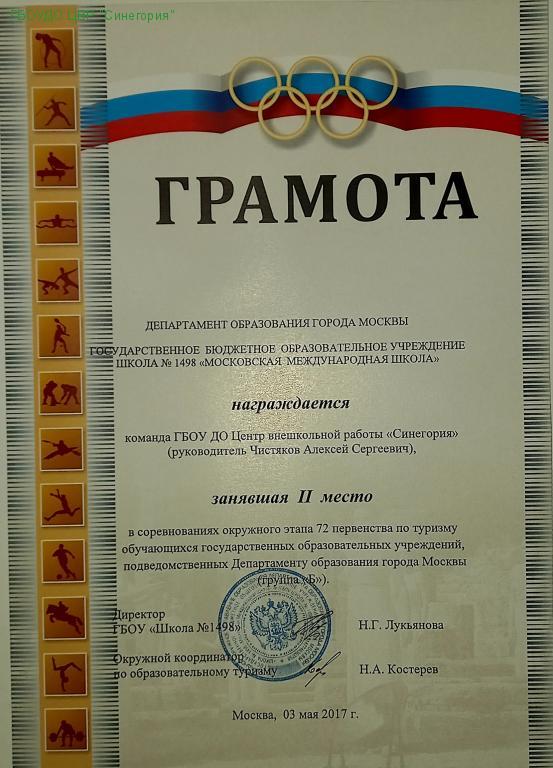 ГБОУДО ЦВР "Синегория"
ГРАМОТА
ДЕПАРТАМЕНТ ОБРАЗОВАНИЯ ГОРОДА МОСКВЫ
ГОСУДАРСТВЕННОЕ БЮДЖЕТНОЕ ОБРАЗОВАТЕЛЬНОЕ УЧРЕЖДЕНИЕ
ШКОЛА № 1498 «МОСКОВСКАЯ МЕЖДУНАРОДНАЯ ШКОЛА»
награждается
команда ГБОУ ДО Центр внешкольной работы «Синегория»
(руководитель Чистяков Алексей Сергеевич),
занявшая II место
в соревнованиях окружного этапа 72 первенства по туризму
обучающихся государственных образовательных учреждений,
подведомственных Департаменту образования города Москвы
(группа «Б»).
Директор
ГБОУ «Школа №1498» Н.Г. Лукьянова
Окружной координатор
по образовательному туризму Н.А. Костерев
Москва, 03 мая 2017 г.